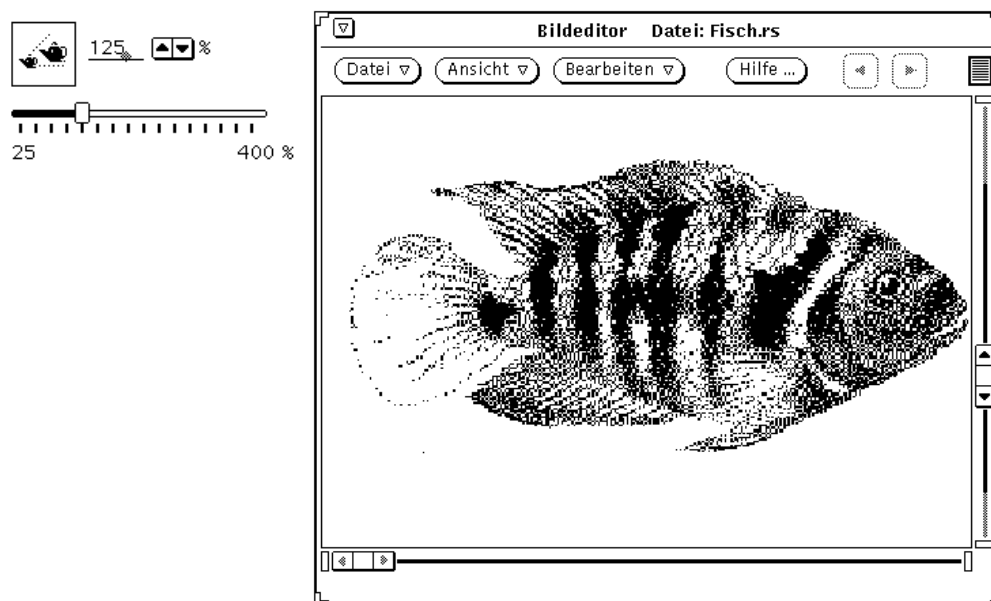 125 %
25 400 %
Bildeditor Datei: Fisch.rs
Datei Ansicht Bearbeiten Hilfe ...